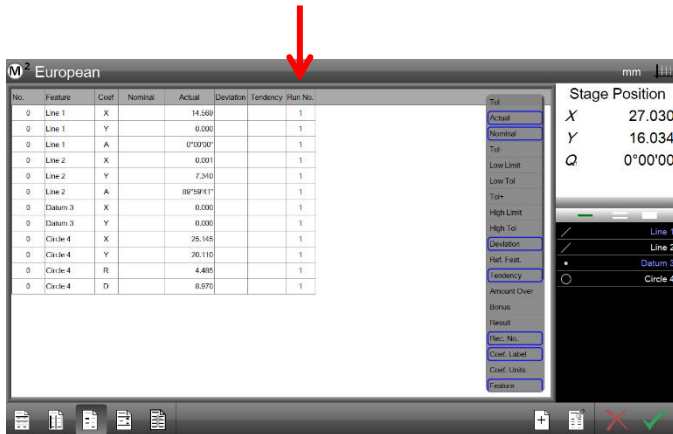 M² European mm
No. Feature Coef Nominal Actual Deviation Tendency Run No.
0 Line 1 X 14.569 1
0 Line 1 Y 0.000 1
0 Line 1 A 0°00'00" 1
0 Line 2 X 0.001 1
0 Line 2 Y 7.340 1
0 Line 2 A 89°59'41" 1
0 Datum 3 X 0.000 1
0 Datum 3 Y 0.000 1
0 Circle 4 X 25.145 1
0 Circle 4 Y 20.110 1
0 Circle 4 R 4.485 1
0 Circle 4 D 8.970 1
Tol
Actual
Nominal
Tol-
Low Limit
Low Tol
Tol+
High Limit
High Tol
Deviation
Ref. Feat.
Tendency
Amount Over
Bonus
Result
Rec. No.
Coef. Label
Coef. Units
Feature
Stage Position
X 27.030
Y 16.034
Q 0°00'00
Line 1
Line 2
Datum 3
Circle 4